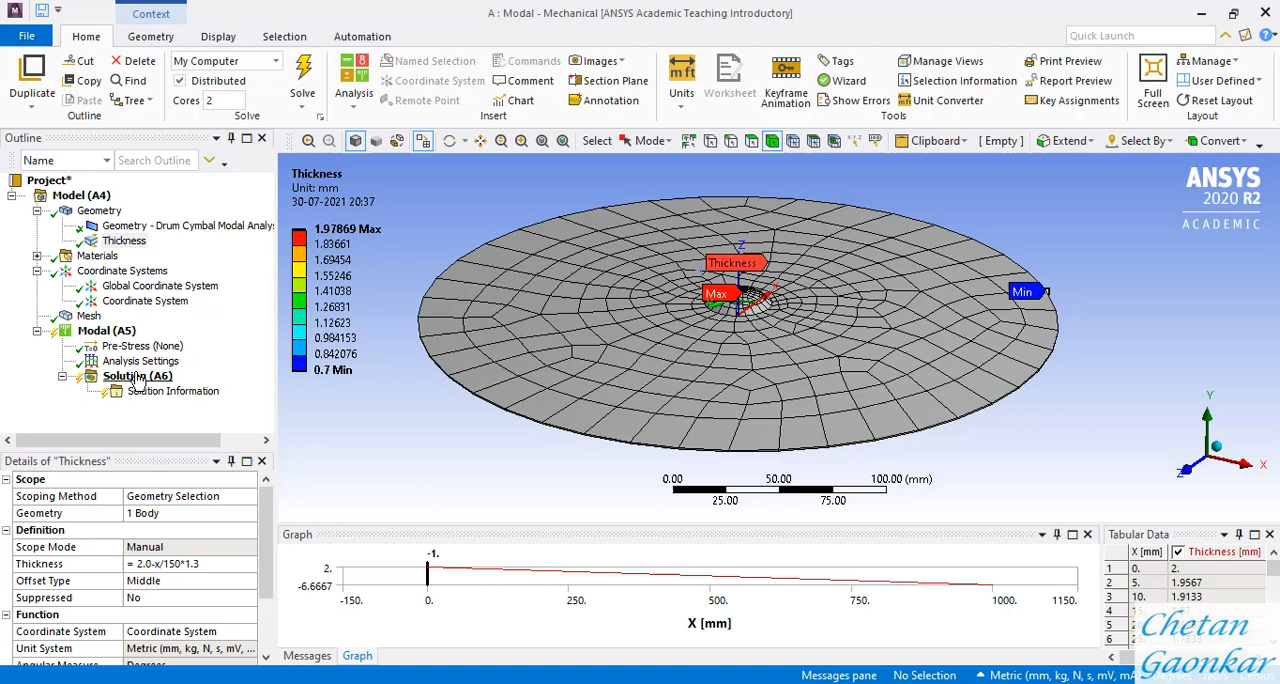 Context
A : Modal - Mechanical [ANSYS Academic Teaching Introductory]
File Home Geometry Display Selection Automation Quick Launch
Duplicate Cut Delete Copy Find Paste Tree
Outline
My Computer
Distributed
Cores 2
Solve
Solve
Analysis
Named Selection Commands Images
Coordinate System Comment Section Plane
Remote Point Chart Annotation
Insert
Units Worksheet Keyframe Animation
Tags Manage Views Print Preview
Wizard Selection Information Report Preview
Show Errors Unit Converter Key Assignments
Tools
Full Screen Manage User Defined Reset Layout
Layout
Outline
Name Search Outline
Select Mode Clipboard [ Empty ] Extend Select By Convert
Project*
Model (A4)
Geometry
Geometry - Drum Cymbal Modal Analys
Thickness
Materials
Coordinate Systems
Global Coordinate System
Coordinate System
Mesh
Modal (A5)
Pre-Stress (None)
T=0
Analysis Settings
Solution (A6)
Solution Information
Thickness
Unit: mm
30-07-2021 20:37
1.97869 Max
1.83661
1.69454
1.55246
1.41038
1.26831
1.12623
0.984153
0.842076
0.7 Min
Thickness
Max
Min
Z
X
ANSYS
2020 R2
ACADEMIC
0.00 50.00 100.00 (mm)
25.00 75.00
Y
X
Z
Details of "Thickness"
Scope
Scoping Method Geometry Selection
Geometry 1 Body
Definition
Scope Mode Manual
Thickness = 2.0-x/150*1.3
Offset Type Middle
Suppressed No
Function
Coordinate System Coordinate System
Unit System Metric (mm, kg, N, s, mV, ...
Graph
-1.
2.
-6.6667
-150. 0. 250. 500. 750. 1000. 1150.
X [mm]
Messages Graph
Tabular Data
X [mm] Thickness [mm]
1 0. 2.
2 5. 1.9567
3 10. 1.9133
6
Chetan
Gaonkar
Messages pane No Selection Metric (mm, kg, N, s, mV, mA)